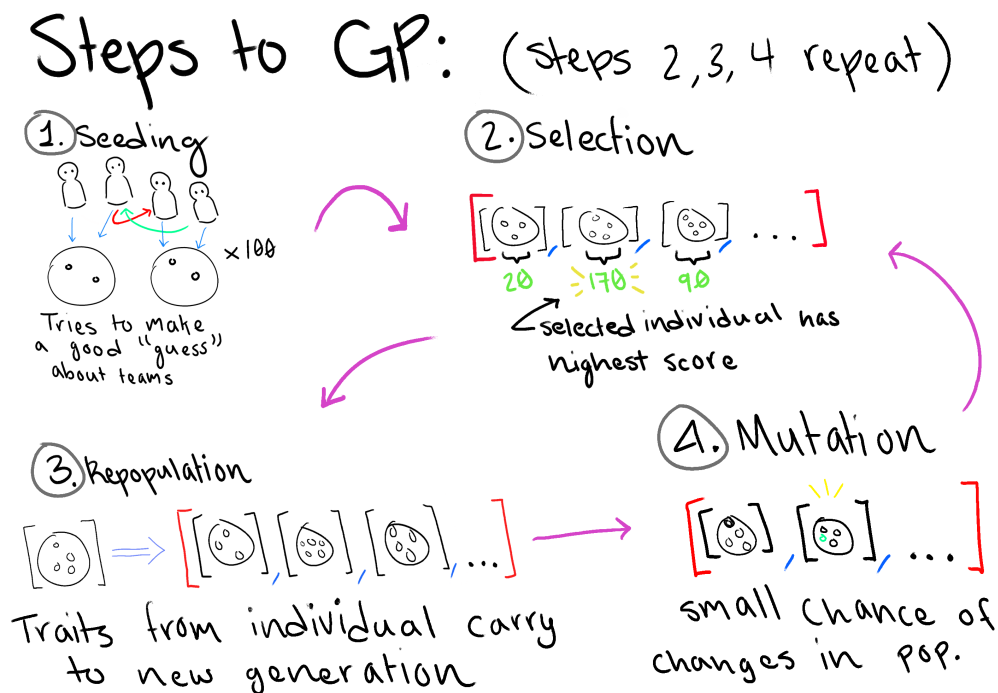 Steps to GP: (steps 2,3,4 repeat)
1. Seeding
x100
Tries to make
a good "guess"
about teams
2. Selection
[[ ], [ ], [ ], ...]
20 170 90
selected individual has
highest score
3. Repopulation
[ ] ⇒ [[ ], [ ], [ ], ...]
Traits from individual carry
to new generation
4. Mutation
[[ ], [ ], ...]
small chance of
changes in pop.